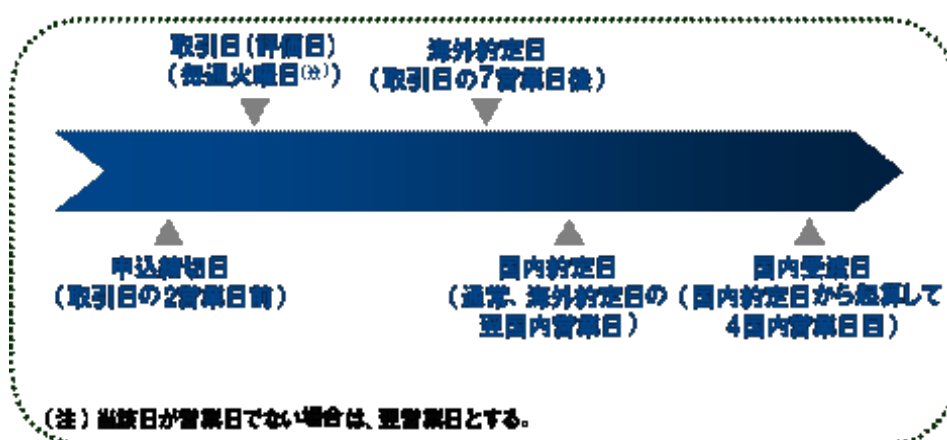 取引日(評価日)
(毎週火曜日(注))
海外約定日
(取引日の7営業日後)
申込締切日
(取引日の2営業日前)
国内約定日
(通常、海外約定日の
翌国内営業日)
国内受渡日
(国内約定日から起算して
4国内営業日目)
(注)当該日が営業日でない場合は、翌営業日とする。